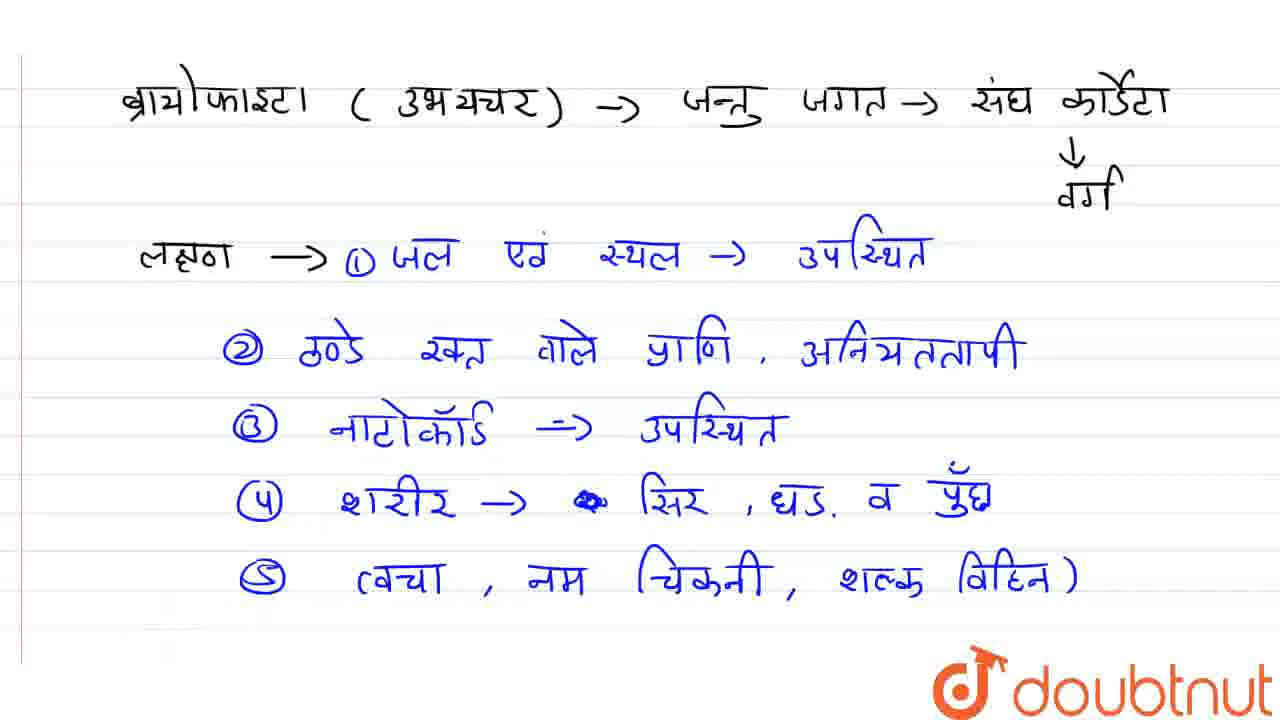 ब्रायोफाइटा ( उभयचर ) → जन्तु जगत → संघ कार्डेटा
↓
वर्ग
लक्षण → ① जल एवं स्थल → उपस्थित
② ठण्डे रक्त वाले प्राणि , अनियततापी
③ नाटोकॉर्ड → उपस्थित
④ शरीर → सिर , धड . व पुँछ
⑤ त्वचा , नम चिकनी , शल्क विहिन )
doubtnut